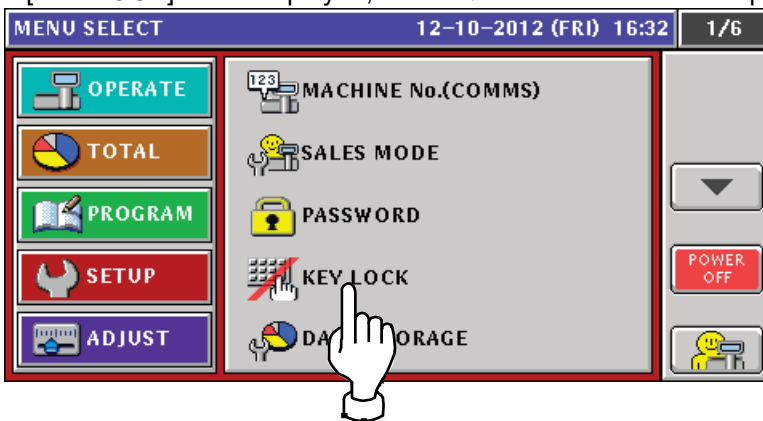 MENU SELECT 12-10-2012 (FRI) 16:32 1/6
OPERATE
TOTAL
PROGRAM
SETUP
ADJUST
123
MACHINE No.(COMMS)
SALES MODE
PASSWORD
KEY LOCK
POWER
OFF